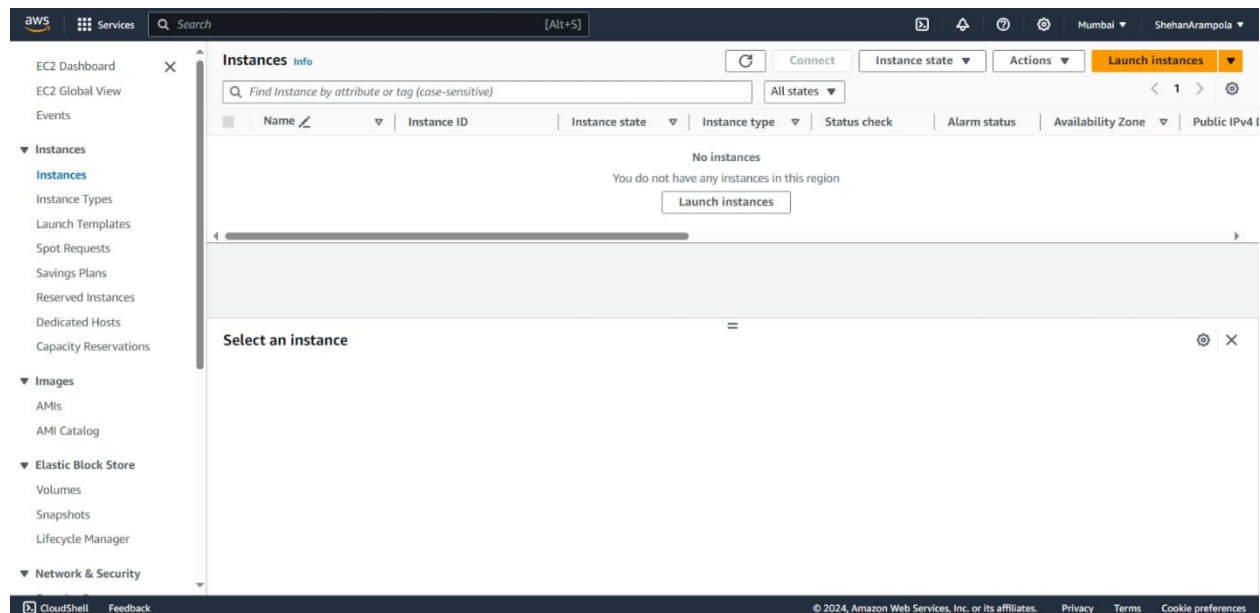 aws Services Search [Alt+S] Mumbai ShehanArampola
EC2 Dashboard
EC2 Global View
Events
Instances
Instances
Instance Types
Launch Templates
Spot Requests
Savings Plans
Reserved Instances
Dedicated Hosts
Capacity Reservations
Images
AMIs
AMI Catalog
Elastic Block Store
Volumes
Snapshots
Lifecycle Manager
Network & Security
Instances Info Connect Instance state Actions Launch instances
Find Instance by attribute or tag (case-sensitive) All states 1
Name Instance ID Instance state Instance type Status check Alarm status Availability Zone Public IPv4
No instances
You do not have any instances in this region
Launch instances
Select an instance
CloudShell Feedback © 2024, Amazon Web Services, Inc. or its affiliates. Privacy Terms Cookie preferences